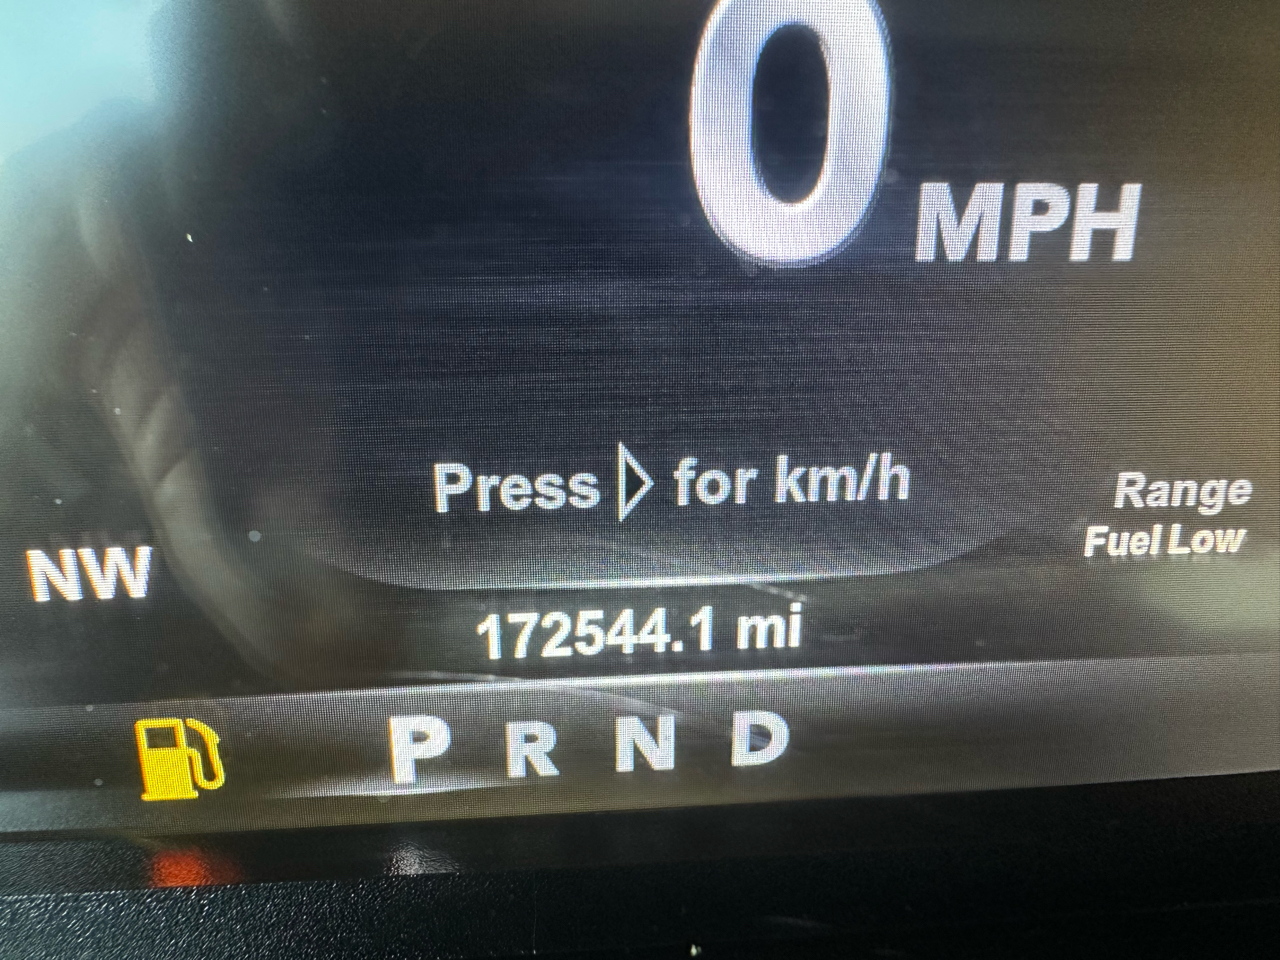 0 MPH
Press ▷ for km/h
Range
Fuel Low
NW
172544.1 mi
P R N D